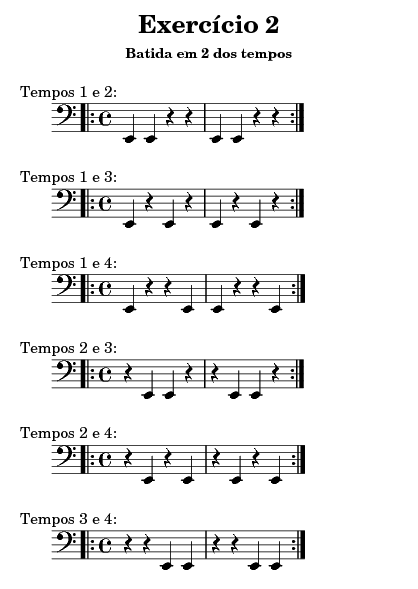 Exercício 2
Batida em 2 dos tempos
Tempos 1 e 2:
Tempos 1 e 3:
Tempos 1 e 4:
Tempos 2 e 3:
Tempos 2 e 4:
Tempos 3 e 4: